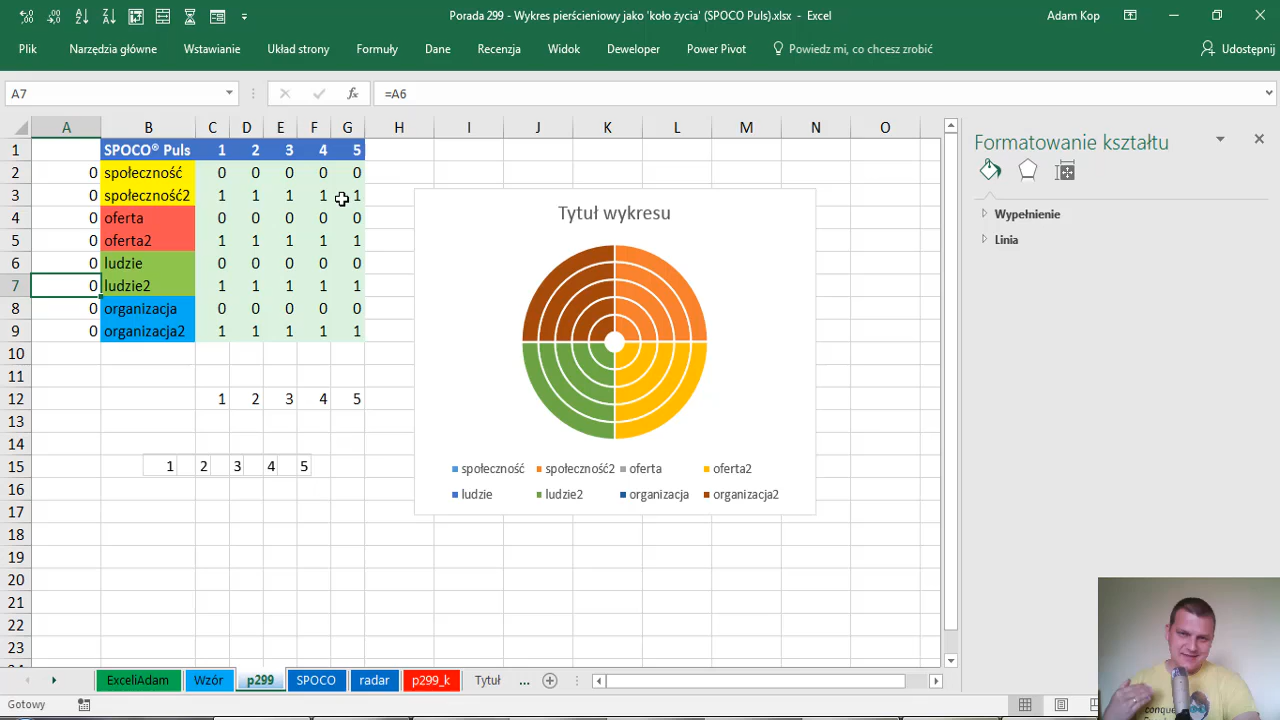 Porada 299 - Wykres pierścieniowy jako 'koło życia' (SPOCO Puls).xlsx - Excel
Adam Kop
Plik Narzędzia główne Wstawianie Układ strony Formuły Dane Recenzja Widok Deweloper Power Pivot Powiedz mi, co chcesz zrobić Udostępnij
A7 fx =A6
A B C D E F G H I J K L M N O
1 SPOCO® Puls 1 2 3 4 5
2 0 społeczność 0 0 0 0 0
3 0 społeczność2 1 1 1 1 1
4 0 oferta 0 0 0 0 0
5 0 oferta2 1 1 1 1 1
6 0 ludzie 0 0 0 0 0
7 0 ludzie2 1 1 1 1 1
8 0 organizacja 0 0 0 0 0
9 0 organizacja2 1 1 1 1 1
10
11
12 1 2 3 4 5
13
14
15 1 2 3 4 5
16
17
18
19
20
21
22
23
Tytuł wykresu
społeczność społeczność2 oferta oferta2
ludzie ludzie2 organizacja organizacja2
Formatowanie kształtu
Wypełnienie
Linia
ExceliAdam Wzór p299 SPOCO radar p299_k Tytuł ...
Gotowy